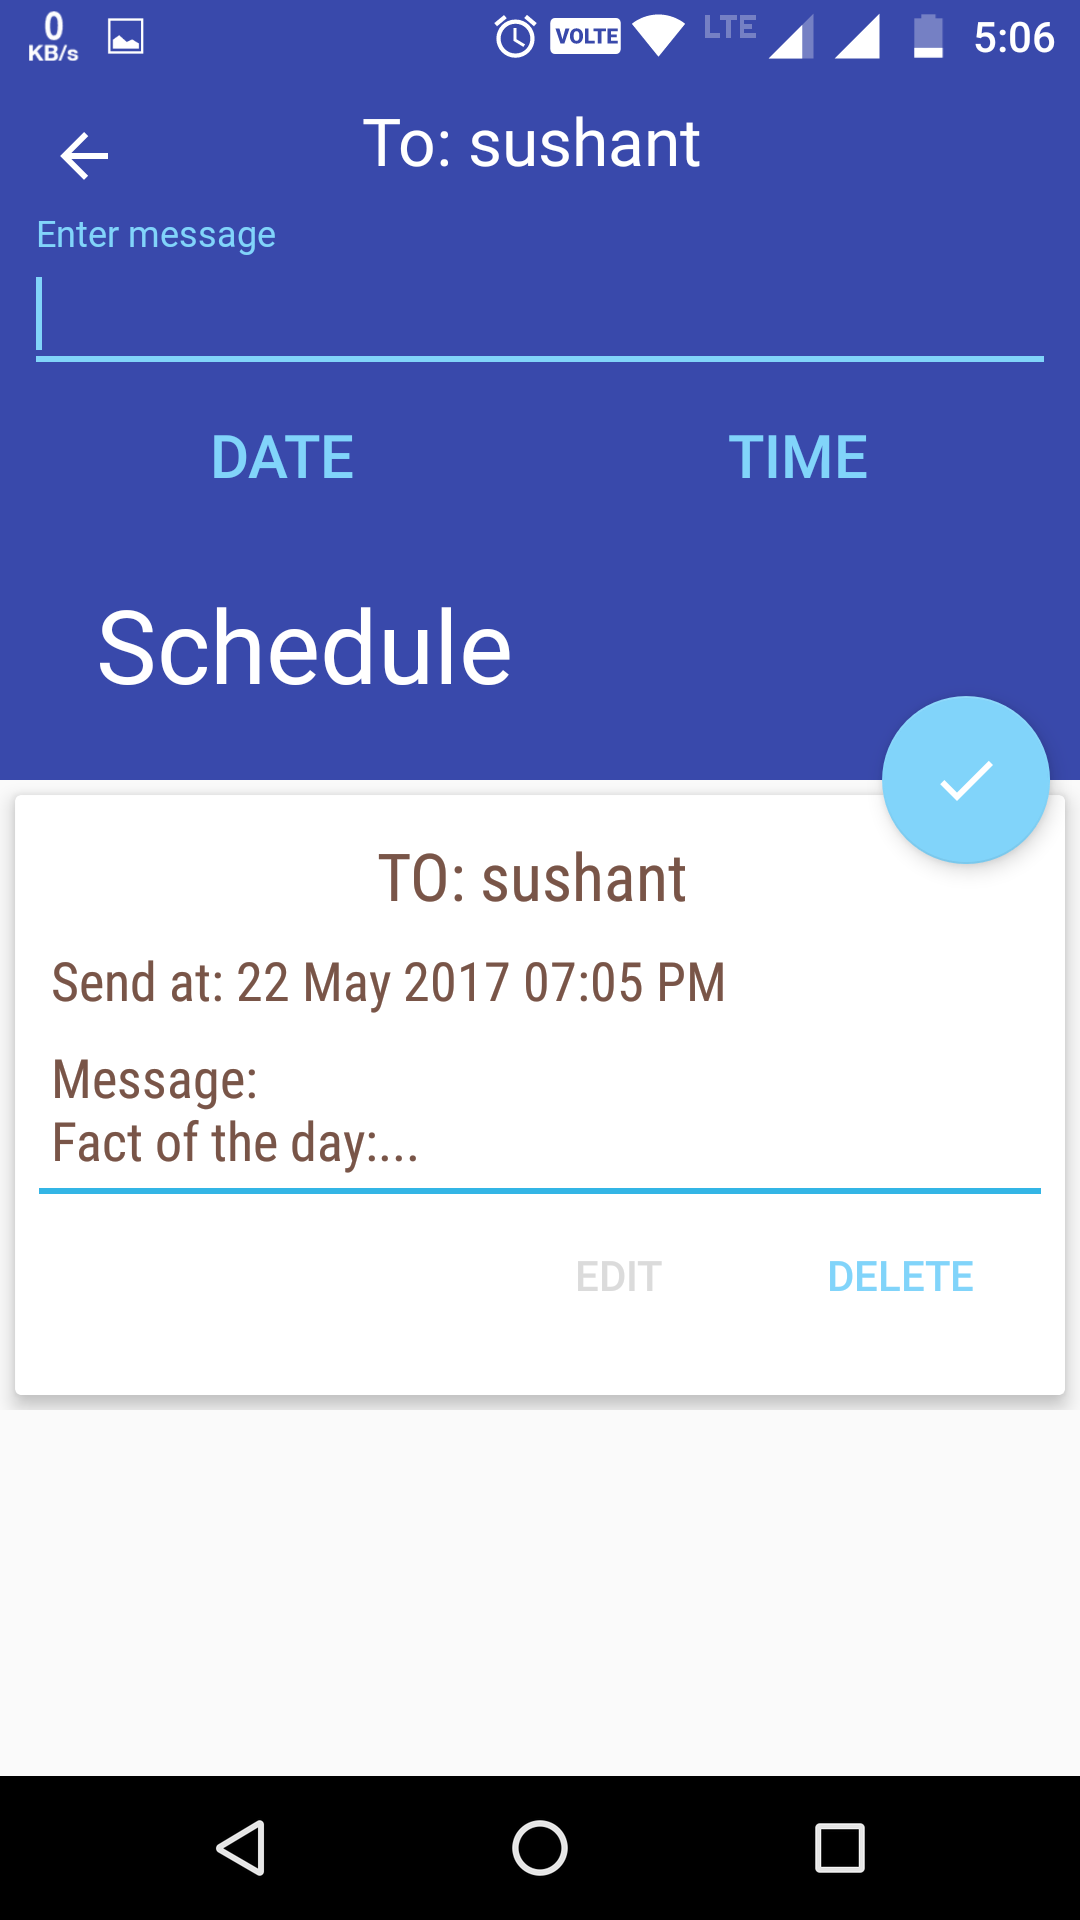 0
KB/s
VOLTE
LTE
5:06
To: sushant
Enter message
DATE
TIME
Schedule
TO: sushant
Send at: 22 May 2017 07:05 PM
Message:
Fact of the day:...
EDIT
DELETE